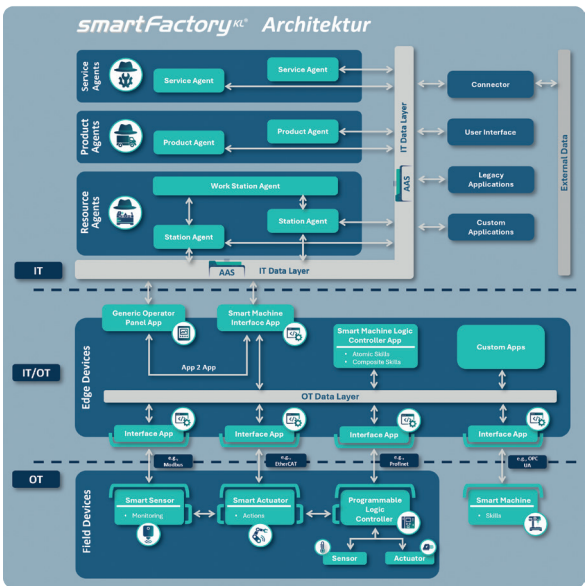 smartFactory KL® Architektur
Service
Agents
Service Agent
Service Agent
Product
Agents
Product Agent
Product Agent
Resource
Agents
Work Station Agent
Station Agent
Station Agent
IT Data Layer
AAS
Connector
User Interface
Legacy
Applications
Custom
Applications
External Data
AAS
IT Data Layer
IT
Generic Operator
Panel App
Smart Machine
Interface App
Smart Machine Logic
Controller App
• Atomic Skills
• Composite Skills
Custom Apps
App 2 App
IT/OT
Edge Devices
OT Data Layer
Interface App
Interface App
Interface App
Interface App
e.g.,
Modbus
e.g.,
EtherCAT
e.g.,
Profinet
e.g., OPC
UA
OT
Field Devices
Smart Sensor
• Monitoring
Smart Actuator
• Actions
Programmable
Logic
Controller
Smart Machine
• Skills
Sensor
Actuator